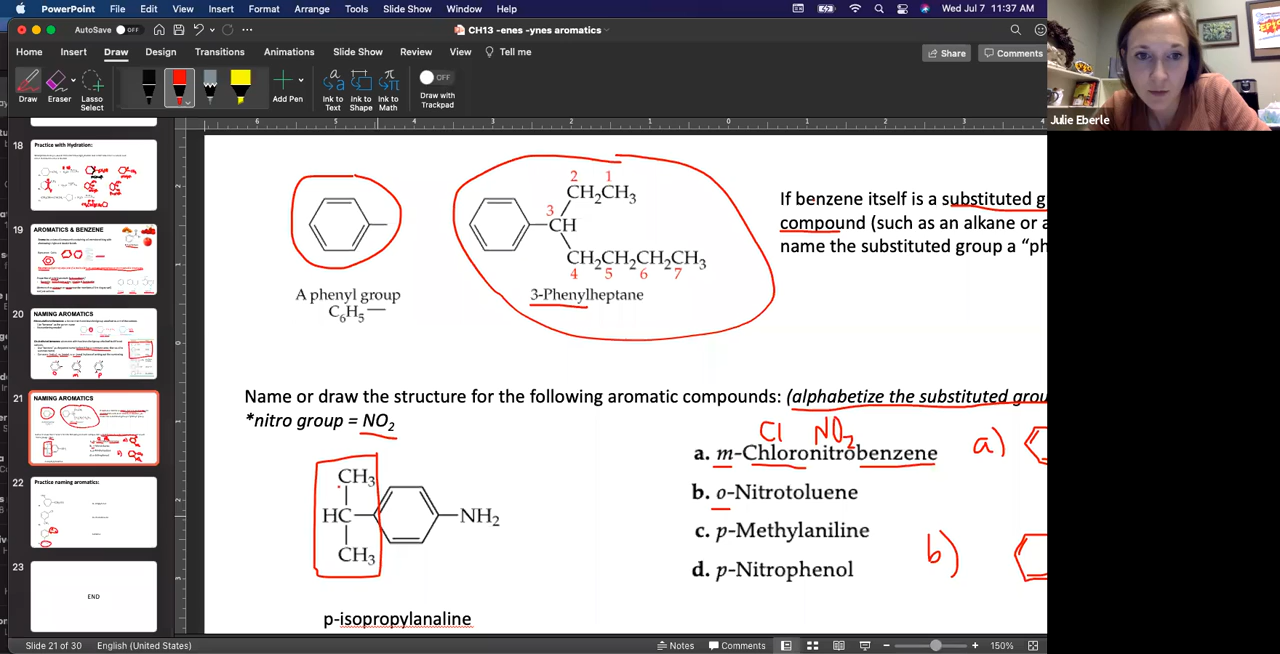 PowerPoint File Edit View Insert Format Arrange Tools Slide Show Window Help Wed Jul 7 11:37 AM
AutoSave OFF CH13 -enes -ynes aromatics
Home Insert Draw Design Transitions Animations Slide Show Review View Tell me Share Comments
Draw Eraser Lasso Select Add Pen Ink to Text Ink to Shape Ink to Math OFF Draw with Trackpad
Julie Eberle
18
Practice with Hydration:
19
AROMATICS & BENZENE
20
NAMING AROMATICS
21
NAMING AROMATICS
22
Practice naming aromatics:
23
END
2 1
CH2CH3
3
CH
CH2CH2CH2CH3
4 5 6 7
A phenyl group
C6H5—
3-Phenylheptane
If benzene itself is a substituted g
compound (such as an alkane or a
name the substituted group a “ph
Name or draw the structure for the following aromatic compounds: (alphabetize the substituted grou
*nitro group = NO2
CH3
HC
CH3
NH2
p-isopropylanaline
Cl NO2
a. m-Chloronitrobenzene
b. o-Nitrotoluene
c. p-Methylaniline
d. p-Nitrophenol
a)
b)
Slide 21 of 30 English (United States) Notes Comments 150%